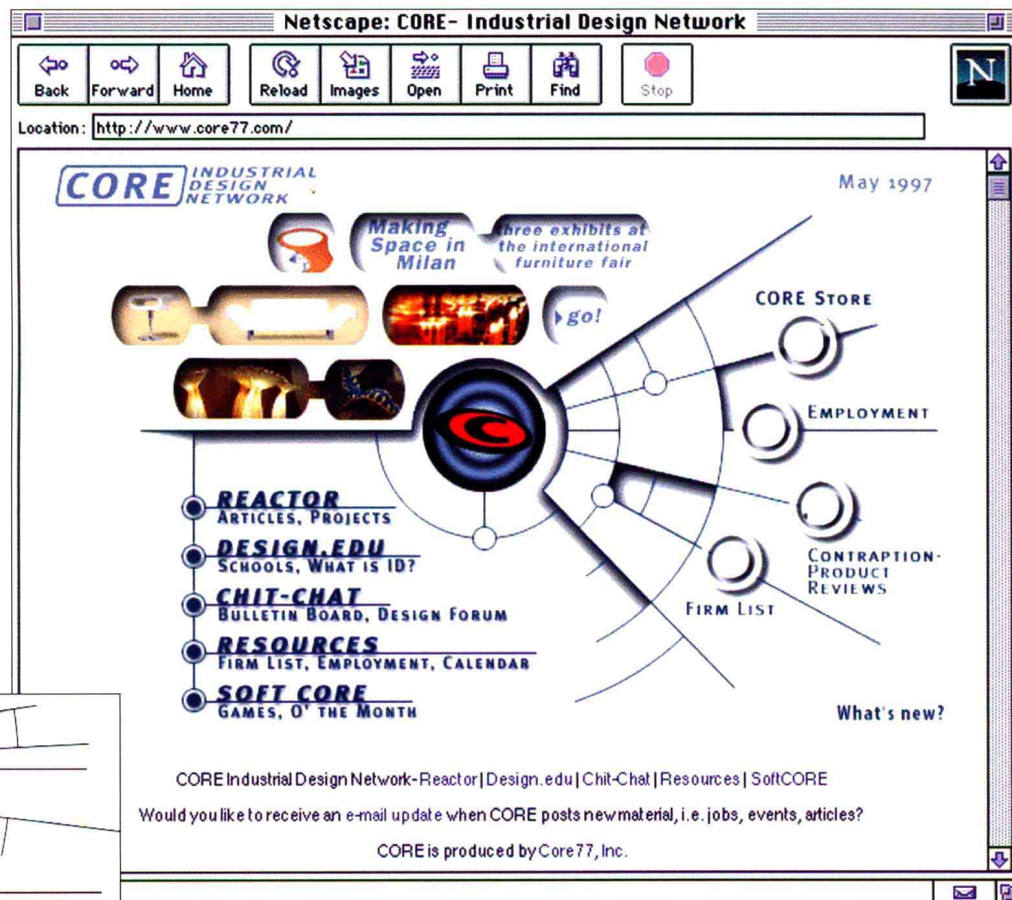 Netscape: CORE- Industrial Design Network
Back Forward Home Reload Images Open Print Find Stop
N
Location: http://www.core77.com/
CORE INDUSTRIAL
DESIGN
NETWORK
May 1997
Making
Space in
Milan
three exhibits at
the international
furniture fair
go!
CORE STORE
EMPLOYMENT
CONTRAPTION-
PRODUCT
REVIEWS
FIRM LIST
C
REACTOR
ARTICLES, PROJECTS
DESIGN.EDU
SCHOOLS, WHAT IS ID?
CHIT-CHAT
BULLETIN BOARD, DESIGN FORUM
RESOURCES
FIRM LIST, EMPLOYMENT, CALENDAR
SOFT CORE
GAMES, O' THE MONTH
What's new?
CORE Industrial Design Network-Reactor|Design.edu|Chit-Chat|Resources|SoftCORE
Would you like to receive an e-mail update when CORE posts new material, i.e. jobs, events, articles?
CORE is produced by Core77, Inc.